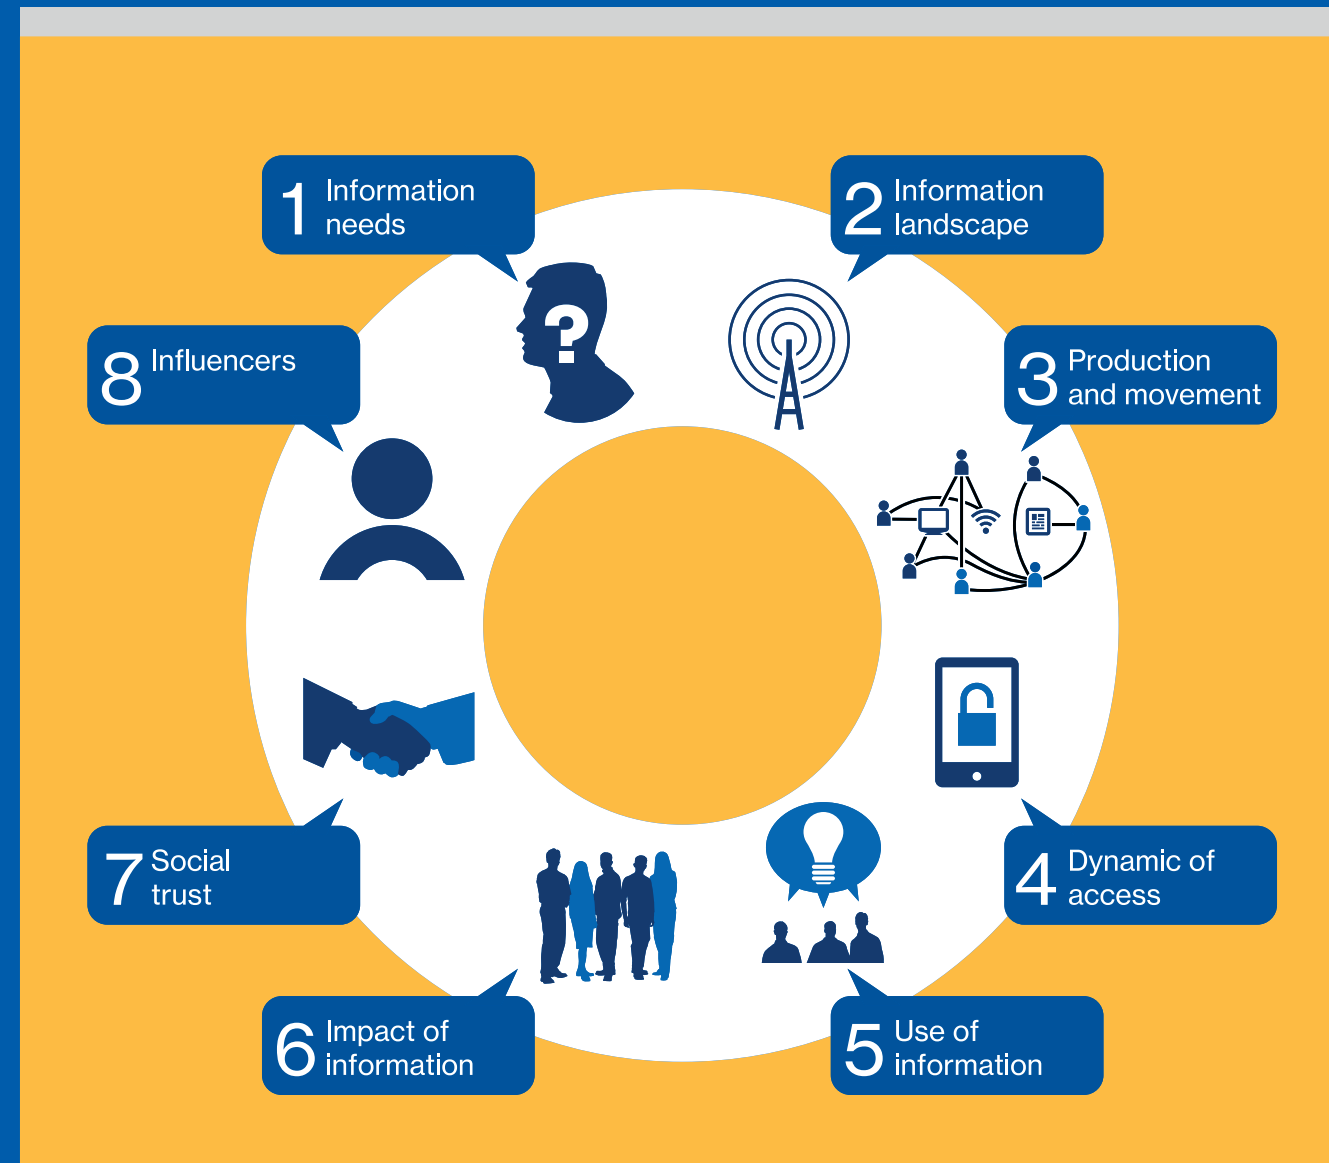 1 Information
needs
2 Information
landscape
3 Production
and movement
4 Dynamic of
access
5 Use of
information
6 Impact of
information
7 Social
trust
8 Influencers
?